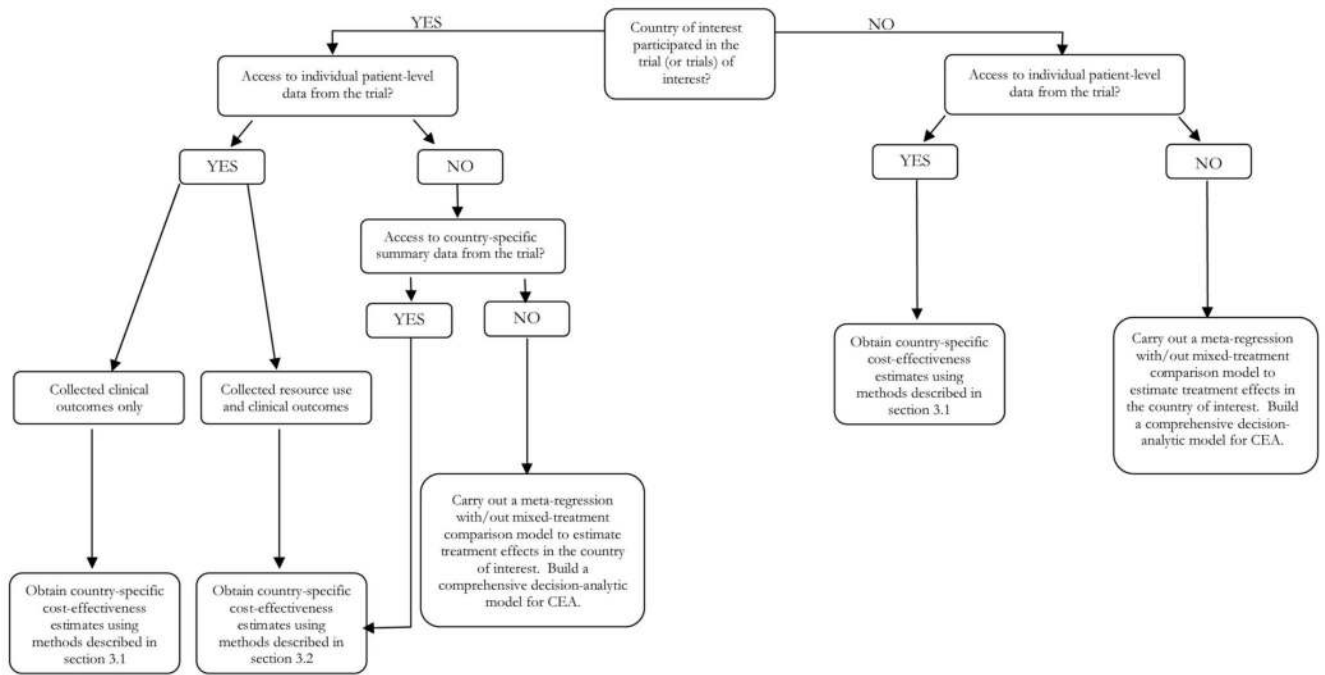 YES
Country of interest
participated in the
trial (or trials) of
interest?
NO
Access to individual patient-level
data from the trial?
Access to individual patient-level
data from the trial?
YES
NO
YES
NO
Access to country-specific
summary data from the trial?
YES
NO
Collected clinical
outcomes only
Collected resource use
and clinical outcomes
Obtain country-specific
cost-effectiveness
estimates using
methods described in
section 3.1
Carry out a meta-regression
with/out mixed-treatment
comparison model to
estimate treatment effects in
the country of interest.  Build
a comprehensive decision-
analytic model for CEA.
Carry out a meta-regression
with/out mixed-treatment
comparison model to estimate
treatment effects in the country
of interest.  Build a
comprehensive decision-analytic
model for CEA.
Obtain country-specific
cost-effectiveness
estimates using
methods described in
section 3.1
Obtain country-specific
cost-effectiveness
estimates using
methods described in
section 3.2